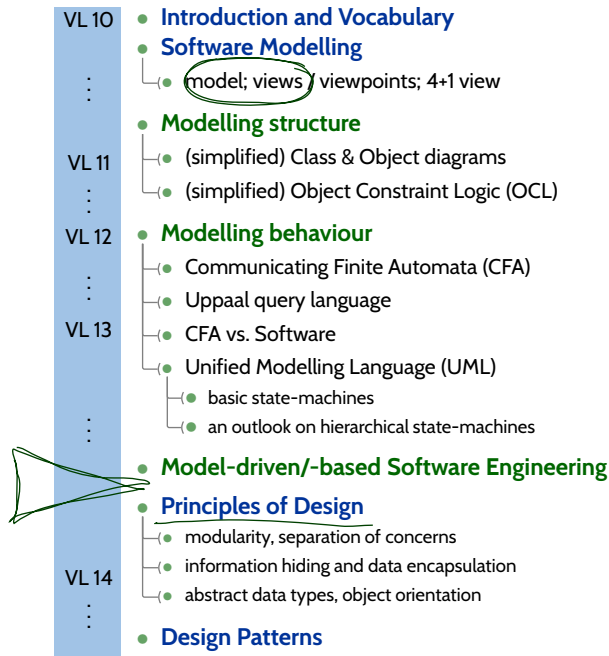 VL 10 • Introduction and Vocabulary
• Software Modelling
• model; views / viewpoints; 4+1 view
⋮
• Modelling structure
VL 11 • (simplified) Class & Object diagrams
⋮ • (simplified) Object Constraint Logic (OCL)
VL 12 • Modelling behaviour
• Communicating Finite Automata (CFA)
⋮ • Uppaal query language
VL 13 • CFA vs. Software
• Unified Modelling Language (UML)
• basic state-machines
⋮ • an outlook on hierarchical state-machines
• Model-driven/-based Software Engineering
• Principles of Design
• modularity, separation of concerns
• information hiding and data encapsulation
VL 14 • abstract data types, object orientation
⋮
• Design Patterns